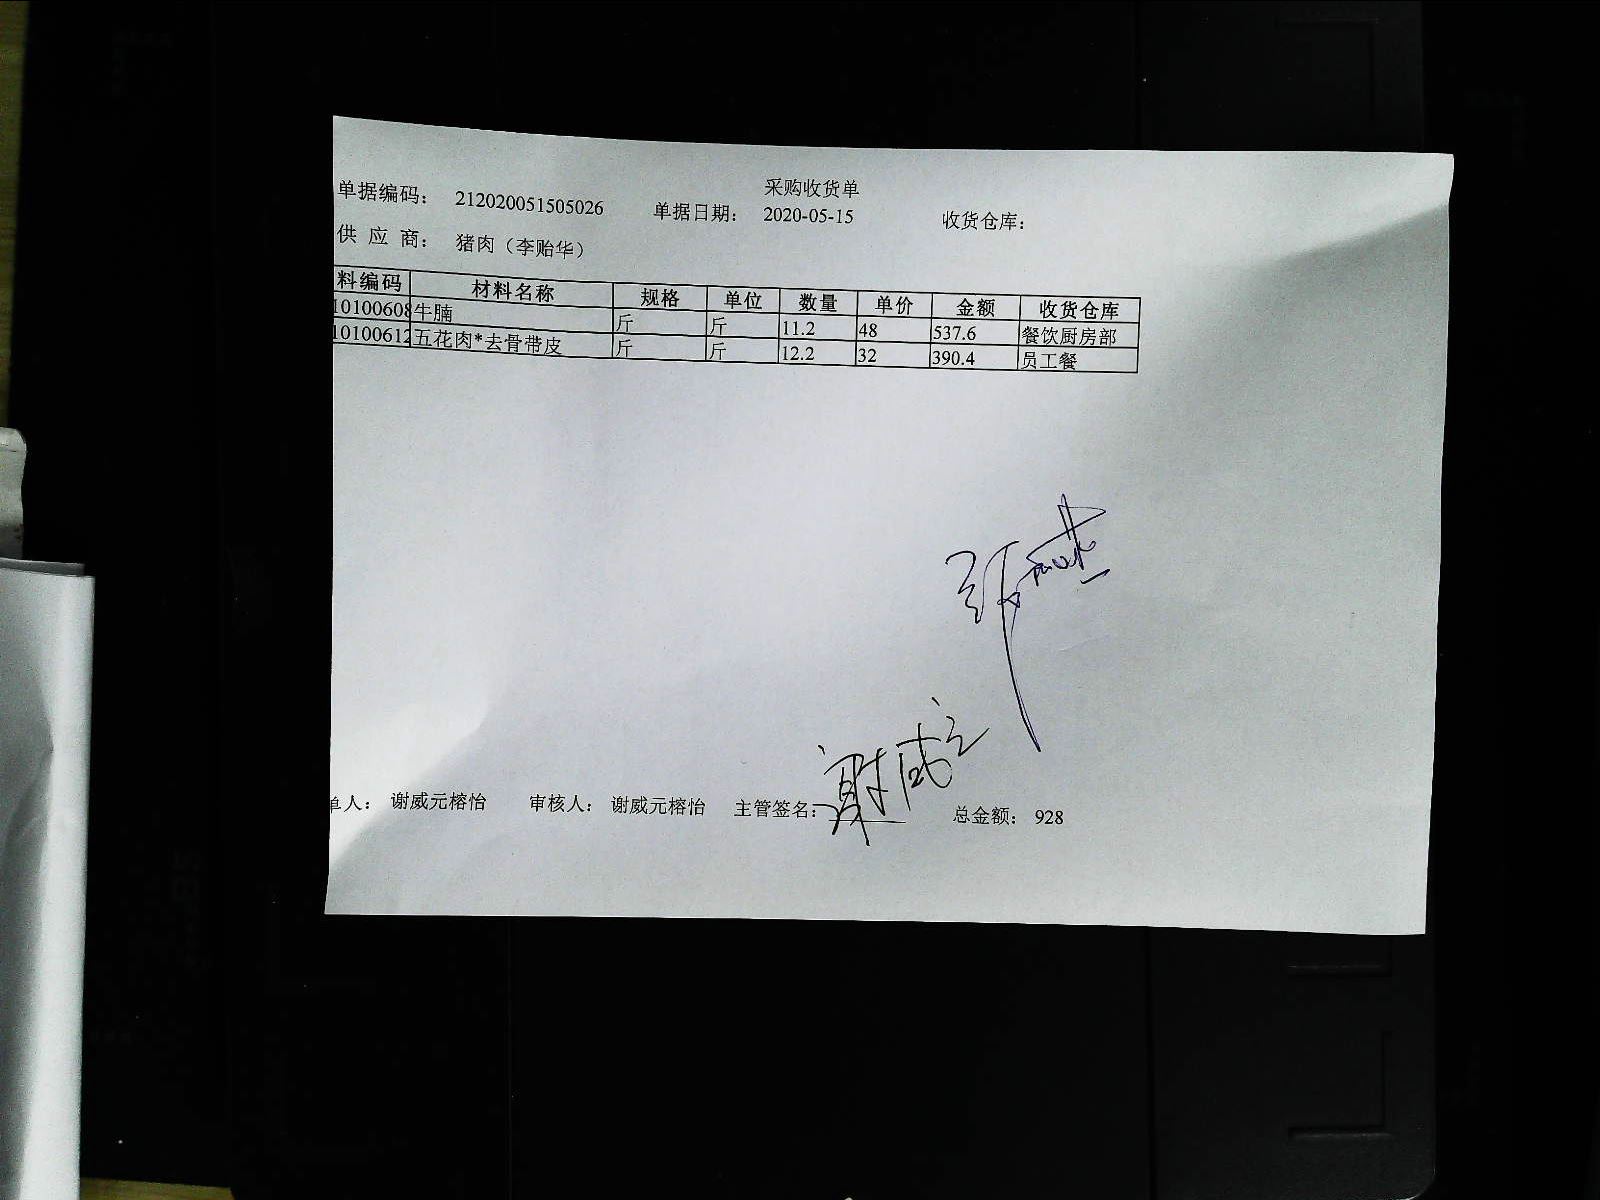 采购收货单
单据编码: 212020051505026 单据日期: 2020-05-15 收货仓库:
供 应 商: 猪肉（李贻华）
料编码 材料名称 规格 单位 数量 单价 金额 收货仓库
10100608 牛腩 斤 斤 11.2 48 537.6 餐饮厨房部
10100612 五花肉*去骨带皮 斤 斤 12.2 32 390.4 员工餐
单人: 谢威元榕怡 审核人: 谢威元榕怡 主管签名: 谢威元 总金额: 928